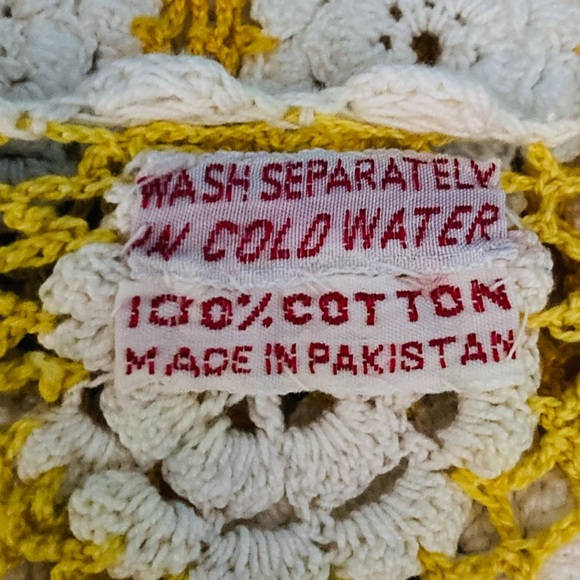 WASH SEPARATELY
IN COLD WATER
100% COTTON
MADE IN PAKISTAN